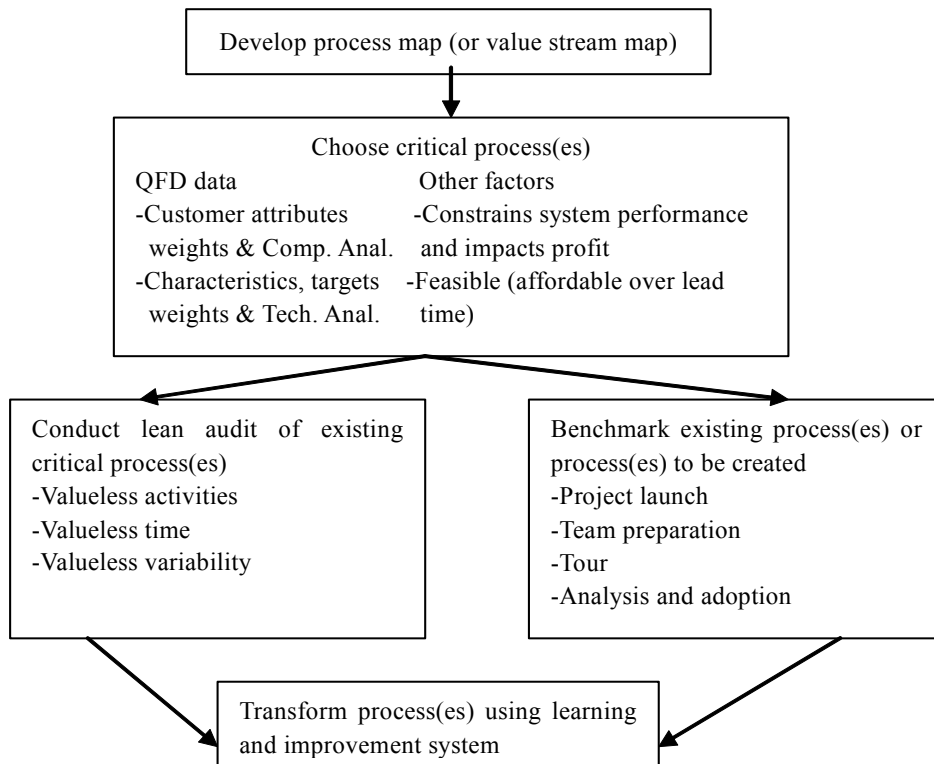 Develop process map (or value stream map)
Choose critical process(es)
QFD data
-Customer attributes
weights & Comp. Anal.
-Characteristics, targets
weights & Tech. Anal.
Other factors
-Constrains system performance
and impacts profit
-Feasible (affordable over lead
time)
Conduct lean audit of existing
critical process(es)
-Valueless activities
-Valueless time
-Valueless variability
Benchmark existing process(es) or
process(es) to be created
-Project launch
-Team preparation
-Tour
-Analysis and adoption
Transform process(es) using learning
and improvement system